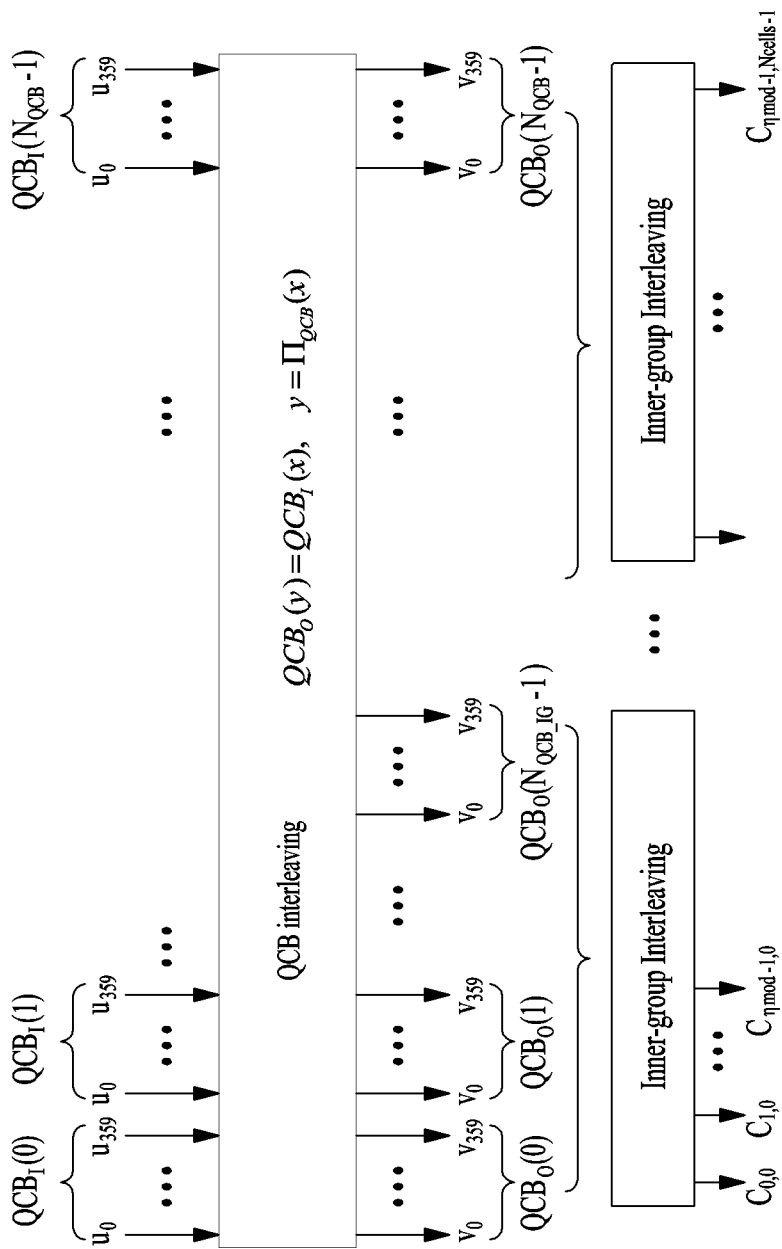 QCB_I(0) QCB_I(1) QCB_I(N_QCB-1)
u_0 ••• u_359 u_0 ••• u_359 ••• ••• u_0 ••• u_359
QCB interleaving QCB_O(y)=QCB_I(x), y=Π_QCB(x)
v_0 ••• v_359 v_0 ••• v_359 ••• v_0 ••• v_359 ••• v_0 ••• v_359
QCB_O(0) QCB_O(1) QCB_O(N_QCB_IG-1) QCB_O(N_QCB-1)
Inner-group Interleaving ••• Inner-group Interleaving
••• •••
C_0,0 C_1,0 C_ηmod-1,0 C_ηmod-1,Ncells-1